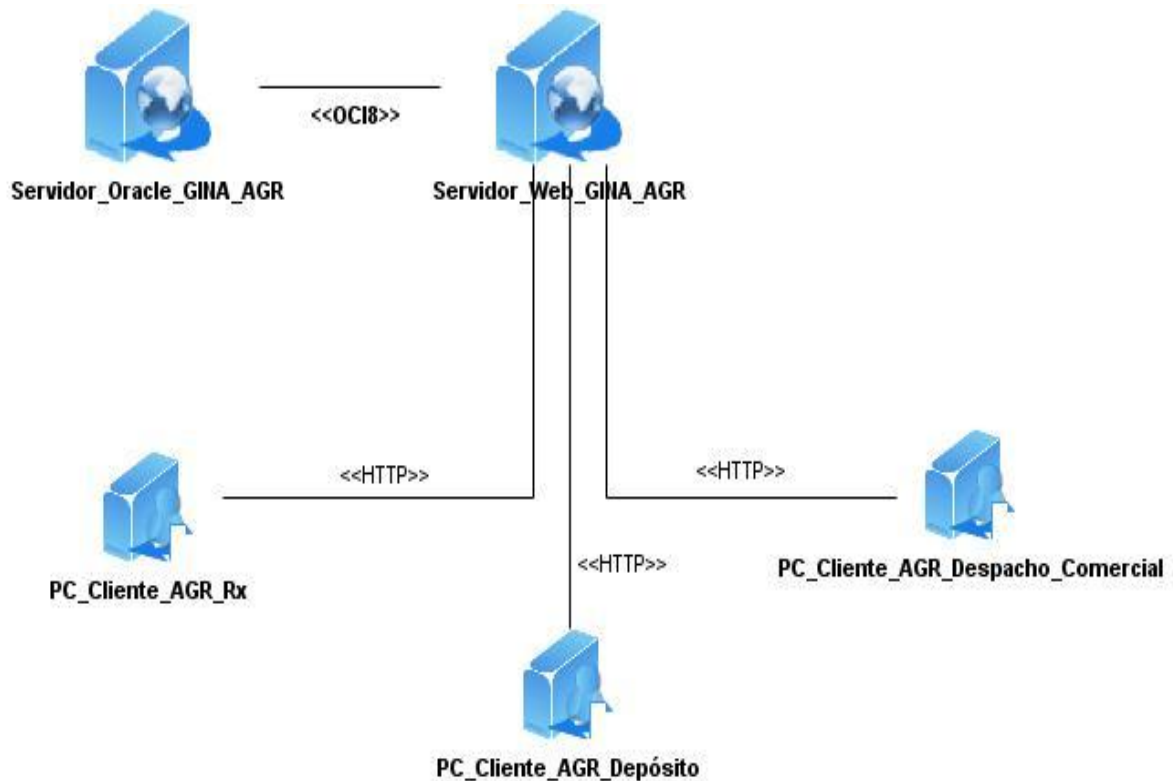 <<OCI8>>
Servidor_Oracle_GINA_AGR
Servidor_Web_GINA_AGR
<<HTTP>>
<<HTTP>>
<<HTTP>>
PC_Cliente_AGR_Rx
PC_Cliente_AGR_Despacho_Comercial
PC_Cliente_AGR_Depósito